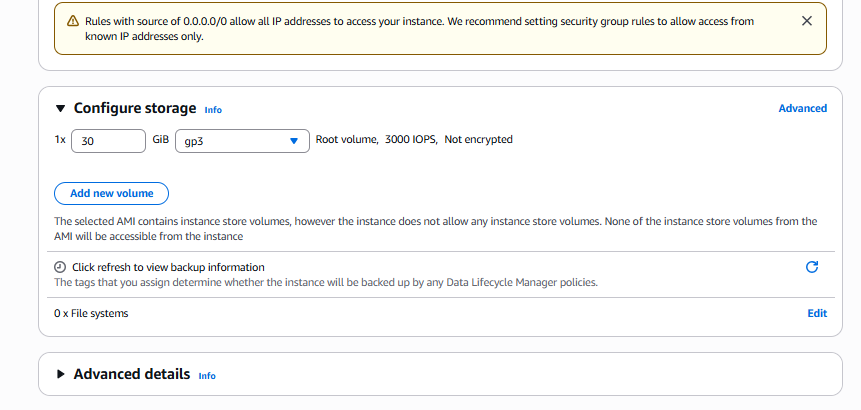 Rules with source of 0.0.0.0/0 allow all IP addresses to access your instance. We recommend setting security group rules to allow access from
known IP addresses only.
Configure storage Info
Advanced
1x 30 GiB gp3 Root volume, 3000 IOPS, Not encrypted
Add new volume
The selected AMI contains instance store volumes, however the instance does not allow any instance store volumes. None of the instance store volumes from the
AMI will be accessible from the instance
Click refresh to view backup information
The tags that you assign determine whether the instance will be backed up by any Data Lifecycle Manager policies.
0 x File systems
Edit
Advanced details Info